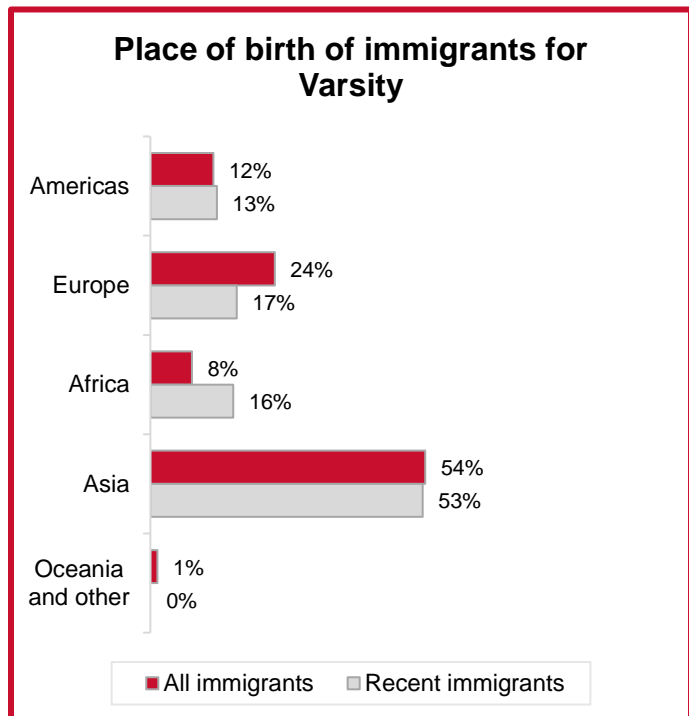 Place of birth of immigrants for
Varsity
Americas
12%
13%
Europe
24%
17%
Africa
8%
16%
Asia
54%
53%
Oceania
and other
1%
0%
All immigrants Recent immigrants